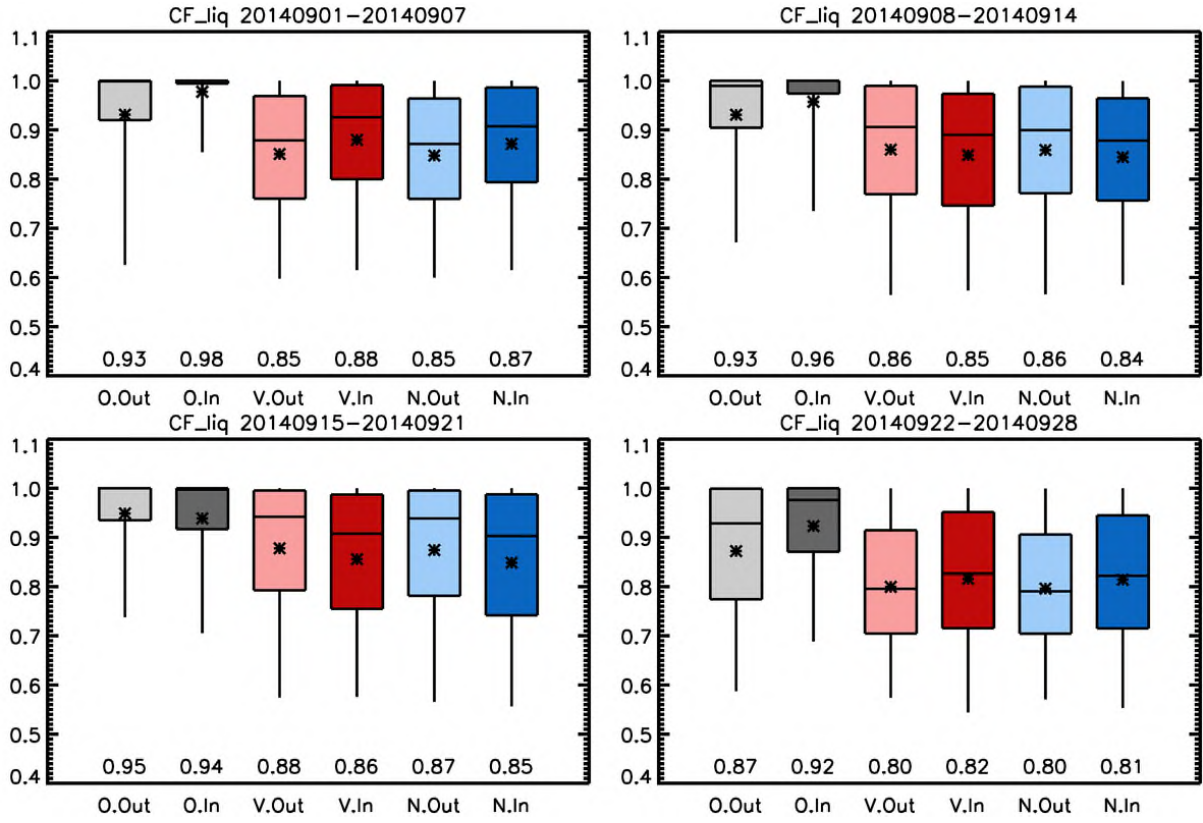 CF_liq 20140901−20140907
1.1
1.0
0.9
0.8
0.7
0.6
0.5
0.4
0.93 0.98 0.85 0.88 0.85 0.87
O.Out O.In V.Out V.In N.Out N.In
CF_liq 20140908−20140914
1.1
1.0
0.9
0.8
0.7
0.6
0.5
0.4
0.93 0.96 0.86 0.85 0.86 0.84
O.Out O.In V.Out V.In N.Out N.In
CF_liq 20140915−20140921
1.1
1.0
0.9
0.8
0.7
0.6
0.5
0.4
0.95 0.94 0.88 0.86 0.87 0.85
O.Out O.In V.Out V.In N.Out N.In
CF_liq 20140922−20140928
1.1
1.0
0.9
0.8
0.7
0.6
0.5
0.4
0.87 0.92 0.80 0.82 0.80 0.81
O.Out O.In V.Out V.In N.Out N.In